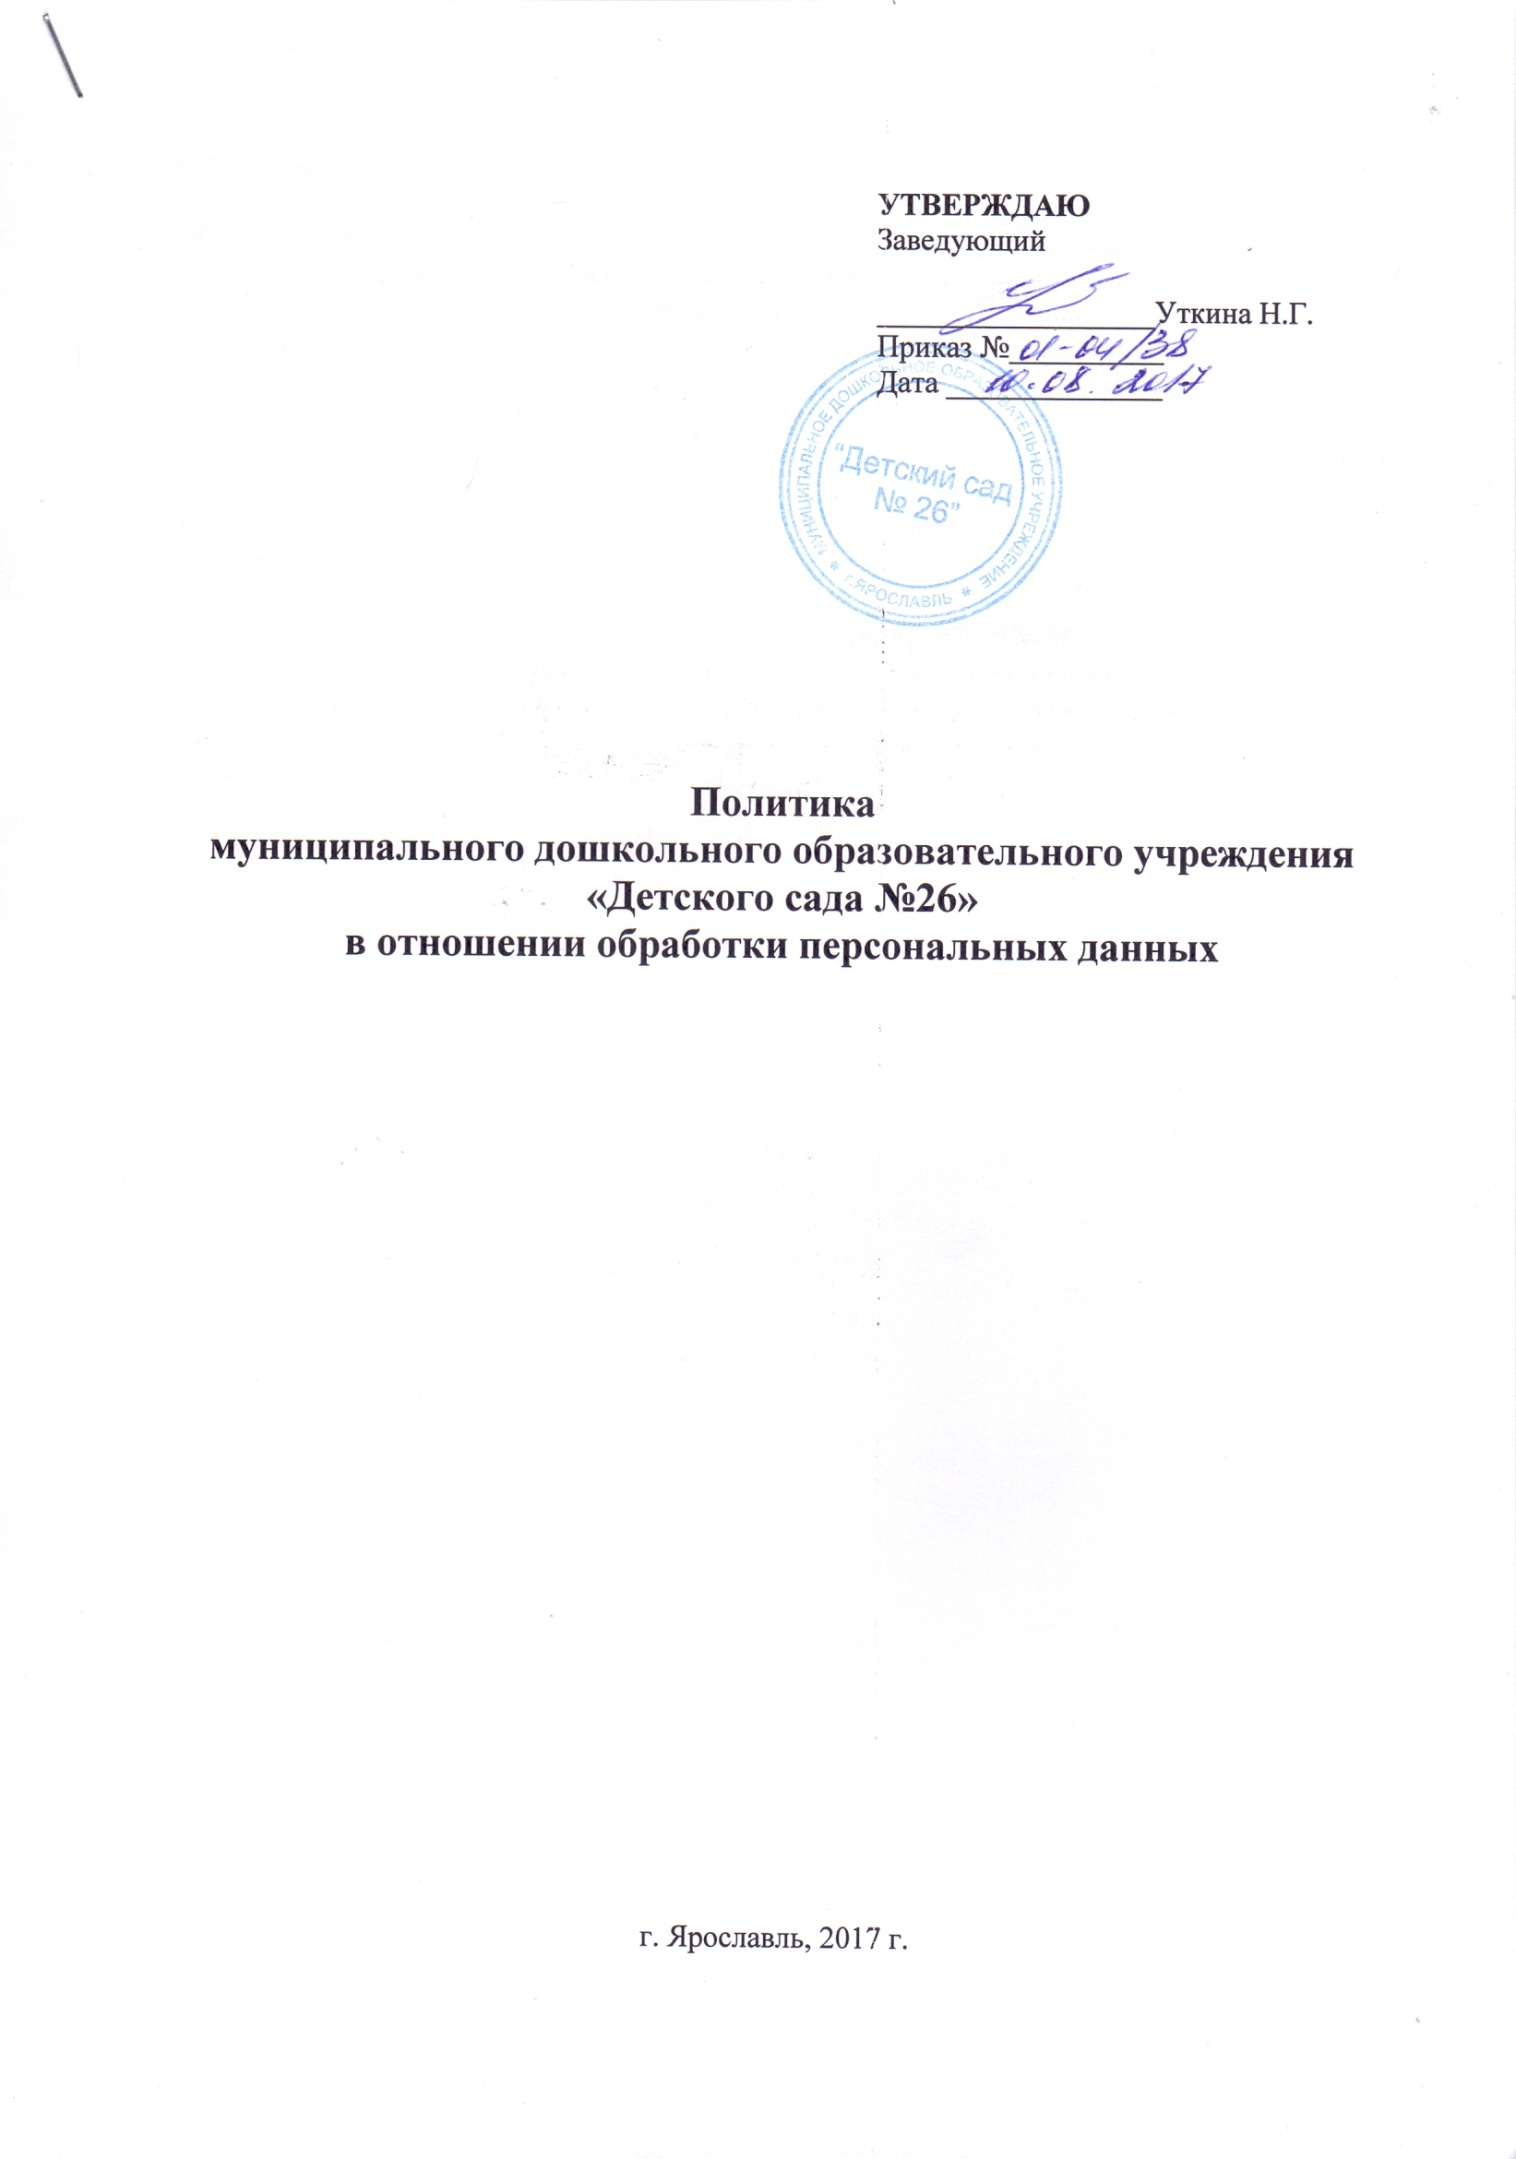 УТВЕРЖДАЮ
Заведующий
Уткина Н.Г.
Приказ № 01-04/38
Дата 10.08.2017
МУНИЦИПАЛЬНОЕ ДОШКОЛЬНОЕ ОБРАЗОВАТЕЛЬНОЕ УЧРЕЖДЕНИЕ
"Детский сад
№ 26"
г.ЯРОСЛАВЛЬ
Политика
муниципального дошкольного образовательного учреждения
«Детского сада №26»
в отношении обработки персональных данных
г. Ярославль, 2017 г.